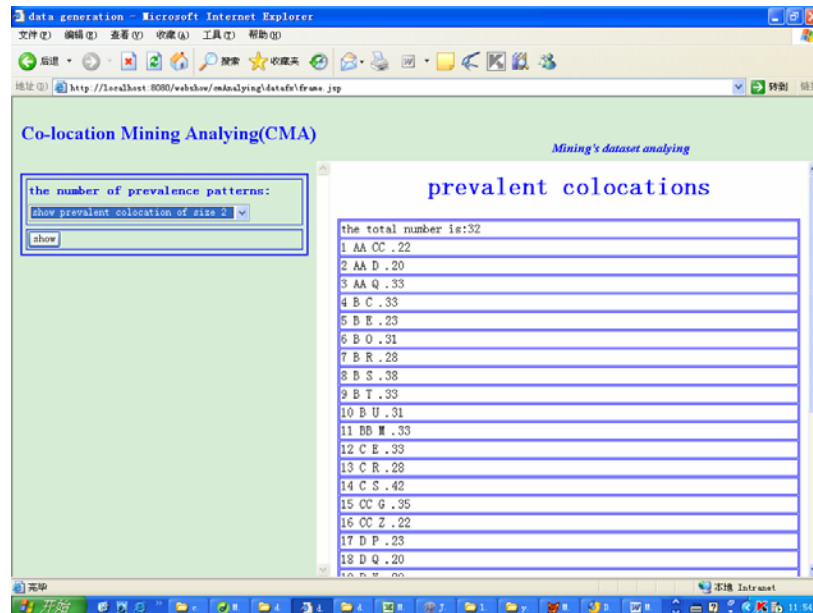 data generation - Microsoft Internet Explorer
文件(F) 编辑(E) 查看(V) 收藏(A) 工具(T) 帮助(H)
后退 搜索 收藏夹
地址(D) http://localhost:8080/webshow/cmAnalying\datafx\frame.jsp 转到
Co-location Mining Analying(CMA)
Mining's dataset analying
the number of prevalence patterns:
show prevalent colocation of size 2
show
prevalent colocations
the total number is:32
1 AA CC .22
2 AA D .20
3 AA Q .33
4 B C .33
5 B E .23
6 B O .31
7 B R .28
8 B S .38
9 B T .33
10 B U .31
11 BB M .33
12 C E .33
13 C R .28
14 C S .42
15 CC G .35
16 CC Z .22
17 D P .23
18 D Q .20
完毕
本地 Intranet
开始
11:54